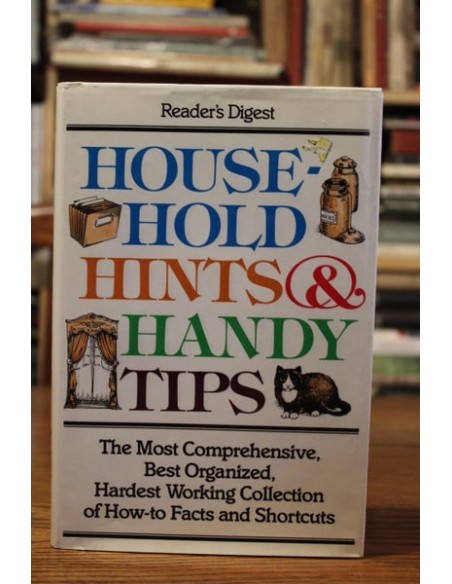 Reader's Digest
HOUSE-
HOLD
HINTS &
HANDY
TIPS
The Most Comprehensive,
Best Organized,
Hardest Working Collection
of How-to Facts and Shortcuts